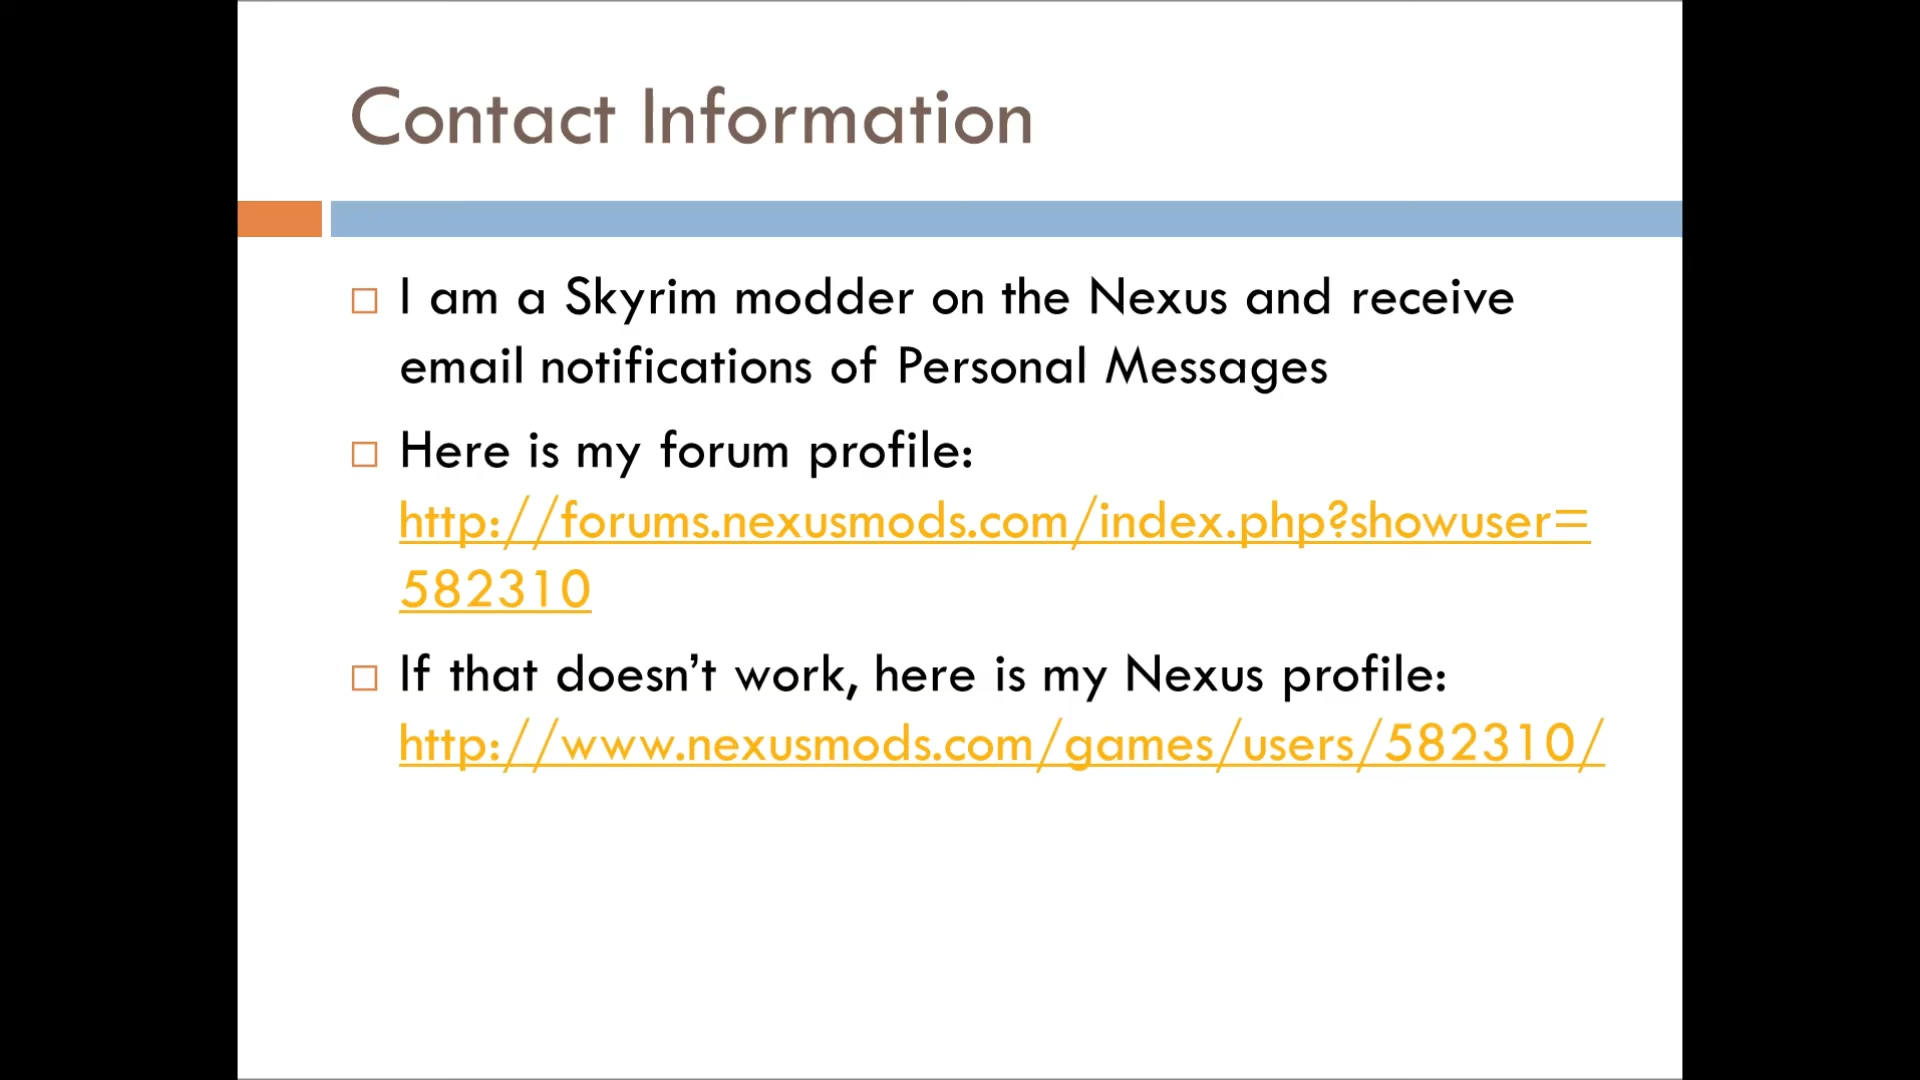 Contact Information
I am a Skyrim modder on the Nexus and receive
email notifications of Personal Messages
Here is my forum profile:
http://forums.nexusmods.com/index.php?showuser=
582310
If that doesn’t work, here is my Nexus profile:
http://www.nexusmods.com/games/users/582310/